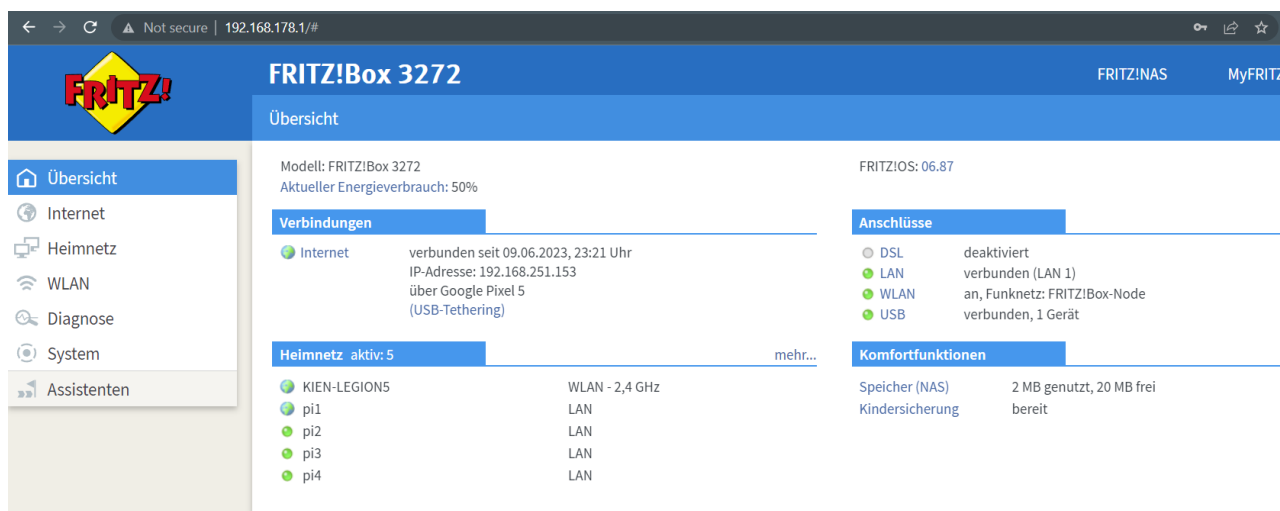 Not secure | 192.168.178.1/#
FRITZ!
FRITZ!Box 3272
FRITZ!NAS
MyFRITZ
Übersicht
Übersicht
Internet
Heimnetz
WLAN
Diagnose
System
Assistenten
Modell: FRITZ!Box 3272
Aktueller Energieverbrauch: 50%
FRITZ!OS: 06.87
Verbindungen
Internet verbunden seit 09.06.2023, 23:21 Uhr
IP-Adresse: 192.168.251.153
über Google Pixel 5
(USB-Tethering)
Anschlüsse
DSL deaktiviert
LAN verbunden (LAN 1)
WLAN an, Funknetz: FRITZ!Box-Node
USB verbunden, 1 Gerät
Heimnetz aktiv: 5 mehr...
KIEN-LEGION5 WLAN - 2,4 GHz
pi1 LAN
pi2 LAN
pi3 LAN
pi4 LAN
Komfortfunktionen
Speicher (NAS) 2 MB genutzt, 20 MB frei
Kindersicherung bereit